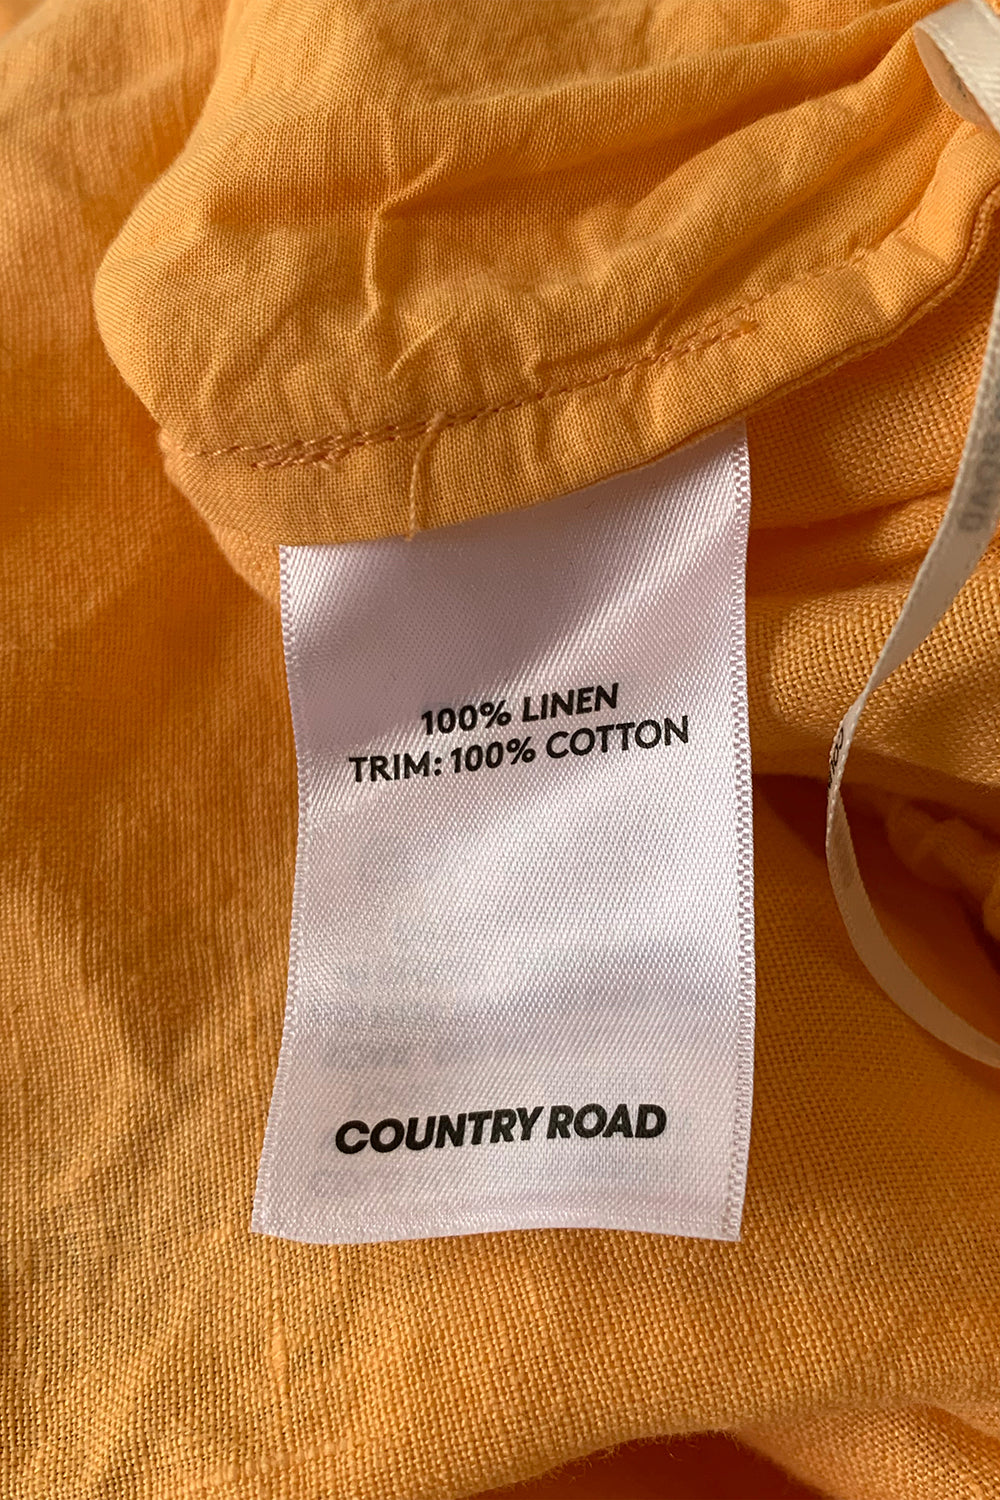 100% LINEN
TRIM: 100% COTTON
COUNTRY ROAD